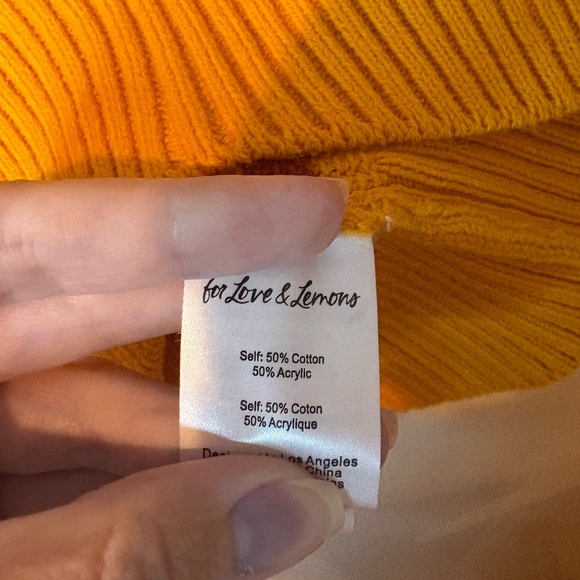 for Love & Lemons
Self: 50% Cotton
50% Acrylic
Self: 50% Coton
50% Acrylique
Los Angeles
China